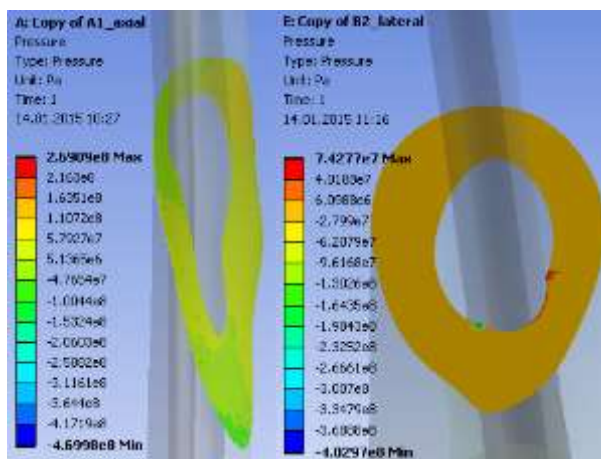 A: Copy of A1_axial
Pressure
Type: Pressure
Unit: Pa
Time: 1
14.01.2015 10:27
2.6909e8 Max
2.163e8
1.6351e8
1.1072e8
5.7927e7
5.1365e6
-4.7654e7
-1.0044e8
-1.5324e8
-2.0603e8
-2.5882e8
-3.1161e8
-3.644e8
-4.1719e8
-4.6998e8 Min
E: Copy of B2_lateral
Pressure
Type: Pressure
Unit: Pa
Time: 1
14.01.2015 11:16
7.4277e7 Max
4.0188e7
6.0988e6
-2.799e7
-6.2079e7
-9.6168e7
-1.3026e8
-1.6435e8
-1.9843e8
-2.3252e8
-2.6661e8
-3.007e8
-3.3479e8
-3.6888e8
-4.0297e8 Min